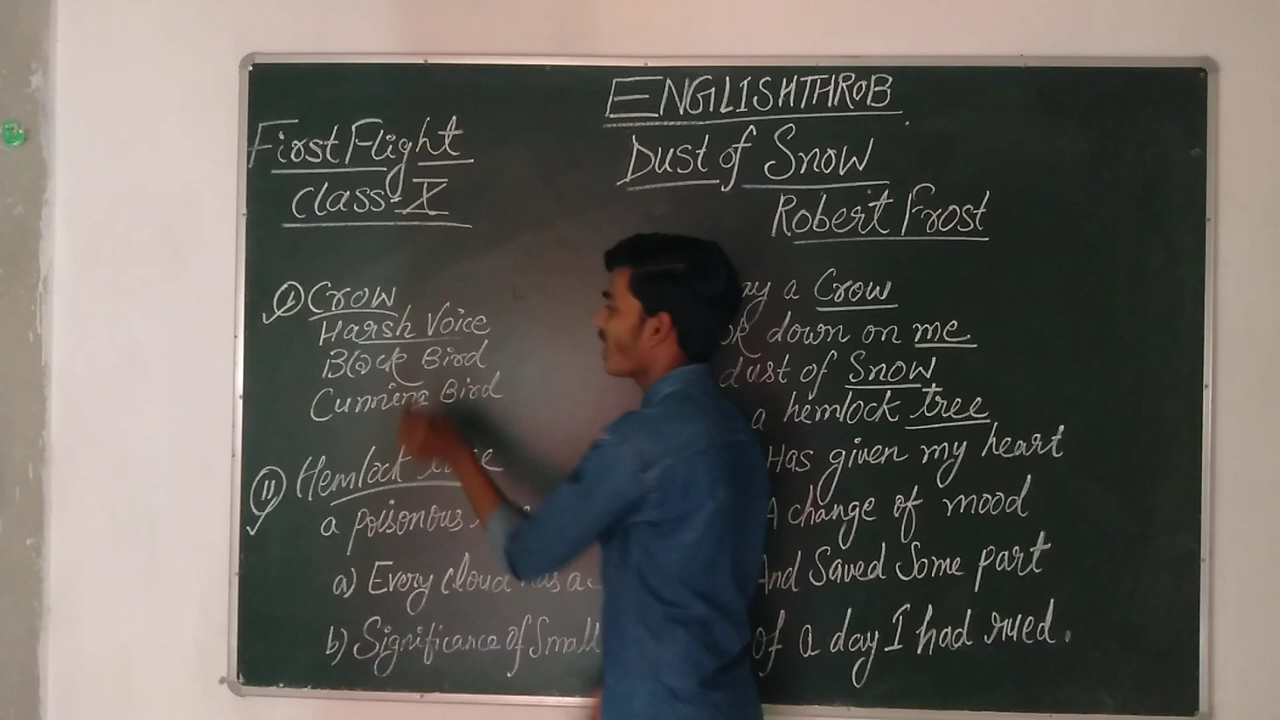 ENGLISHTHROB
First Flight
Class-X
Dust of Snow
Robert Frost
I Crow
Harsh Voice
Black Bird
Cunning Bird
II Hemlock tree
a poisonous
a) Every cloud has a
b) Significance of Small
a Crow
down on me
dust of Snow
a hemlock tree
Has given my heart
A change of mood
And Saved Some part
of a day I had rued.